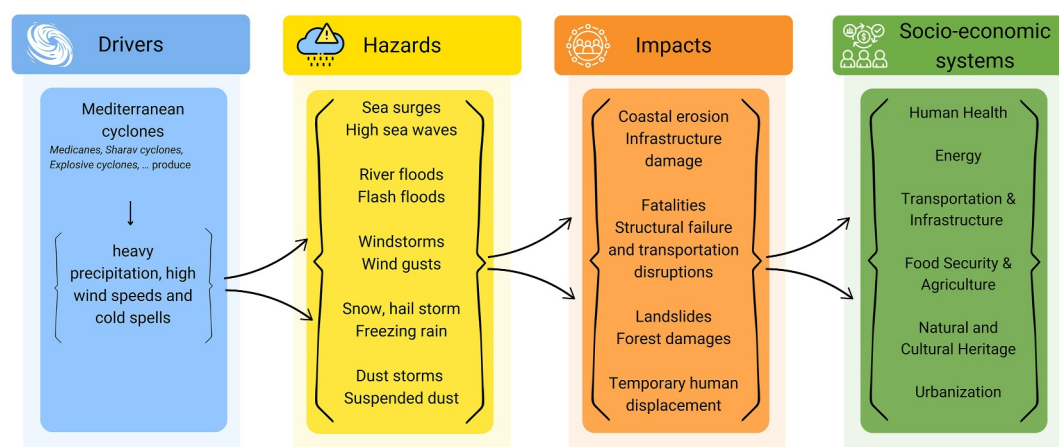 Drivers
Mediterranean
cyclones
Medicanes, Sharav cyclones,
Explosive cyclones, ... produce
heavy
precipitation, high
wind speeds and
cold spells
Hazards
Sea surges
High sea waves
River floods
Flash floods
Windstorms
Wind gusts
Snow, hail storm
Freezing rain
Dust storms
Suspended dust
Impacts
Coastal erosion
Infrastructure
damage
Fatalities
Structural failure
and transportation
disruptions
Landslides
Forest damages
Temporary human
displacement
Socio-economic
systems
Human Health
Energy
Transportation &
Infrastructure
Food Security &
Agriculture
Natural and
Cultural Heritage
Urbanization